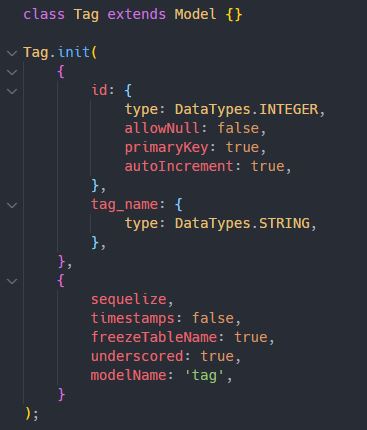 class Tag extends Model {}
Tag.init(
{
id: {
type: DataTypes.INTEGER,
allowNull: false,
primaryKey: true,
autoIncrement: true,
},
tag_name: {
type: DataTypes.STRING,
},
},
{
sequelize,
timestamps: false,
freezeTableName: true,
underscored: true,
modelName: 'tag',
}
);